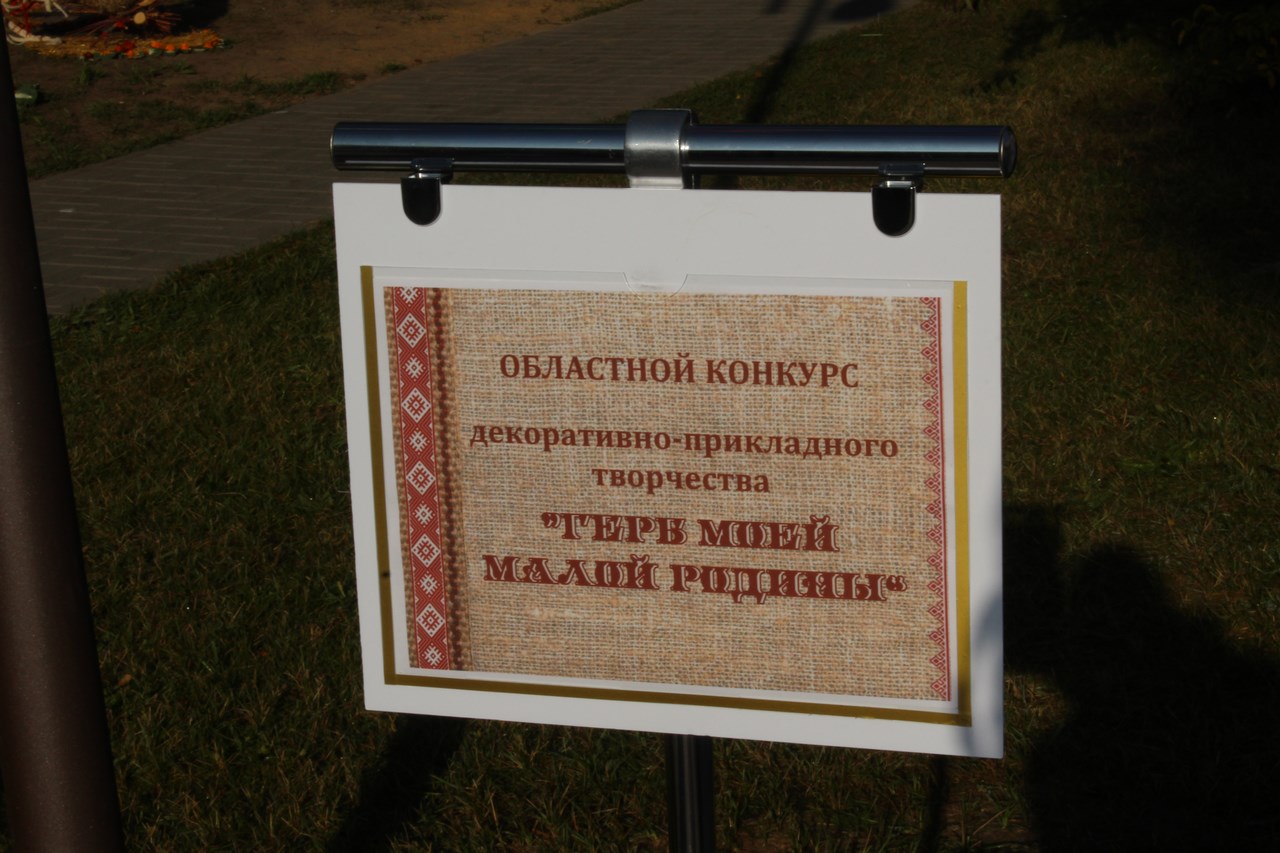 ОБЛАСТНОЙ КОНКУРС
декоративно-прикладного
творчества
"ГЕРБ МОЕЙ
МАЛОЙ РОДИНЫ"